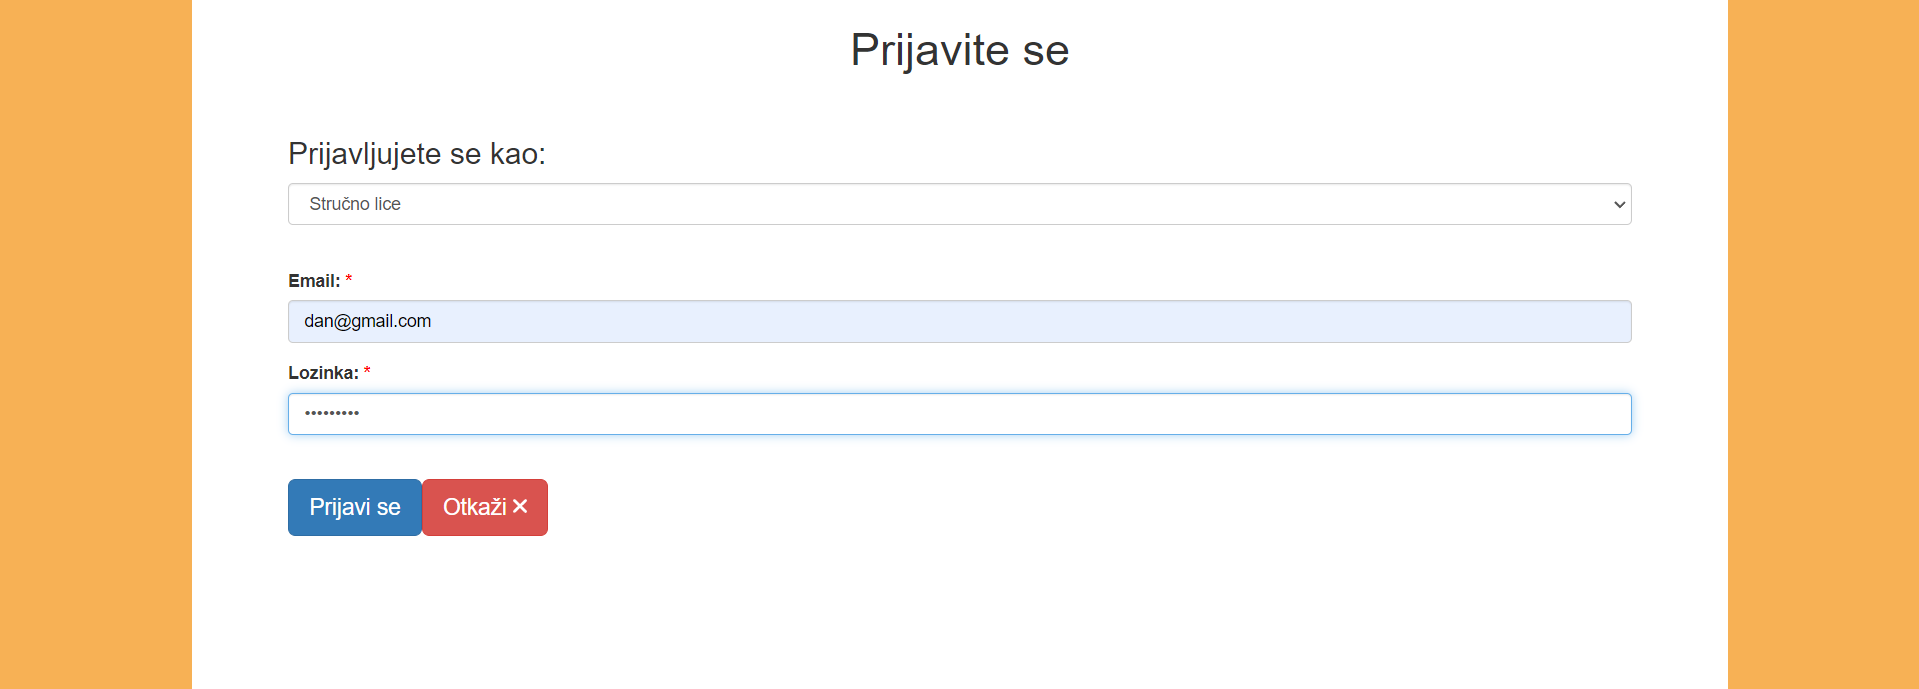 Prijavite se
Prijavljujete se kao:
Stručno lice
Email: *
dan@gmail.com
Lozinka: *
•••••••••
Prijavi se
Otkaži ×